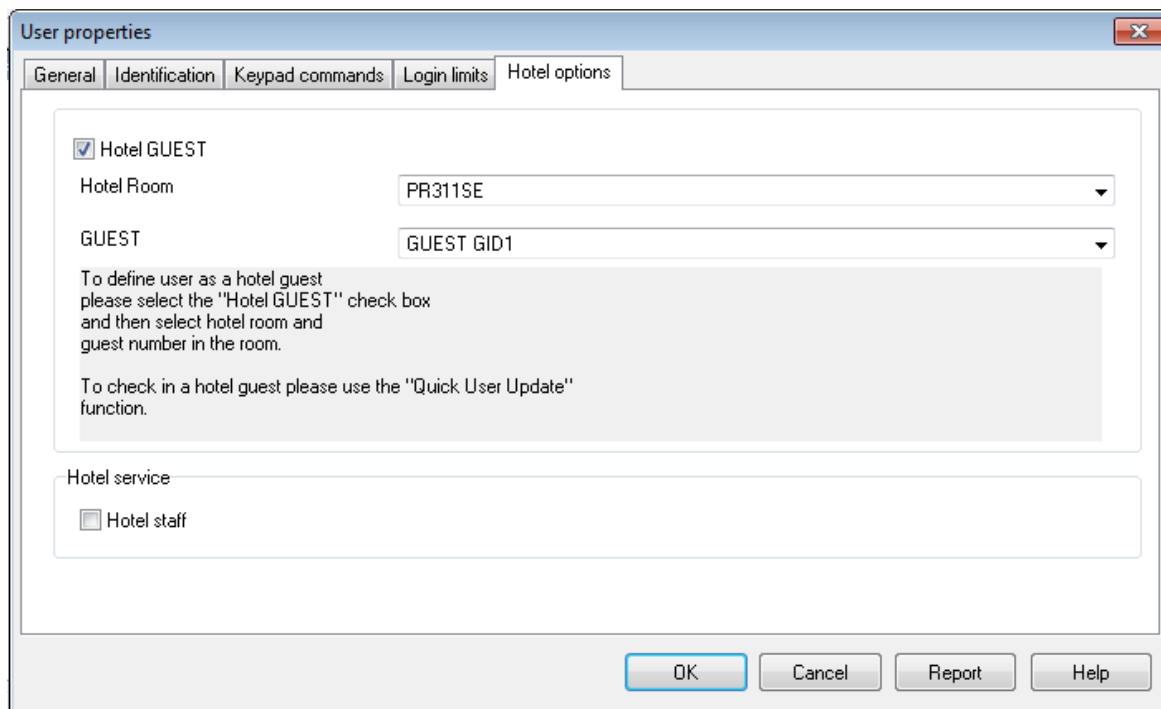 User properties
General Identification Keypad commands Login limits Hotel options
Hotel GUEST
Hotel Room PR311SE
GUEST GUEST GID1
To define user as a hotel guest
please select the "Hotel GUEST" check box
and then select hotel room and
guest number in the room.
To check in a hotel guest please use the "Quick User Update"
function.
Hotel service
Hotel staff
OK Cancel Report Help